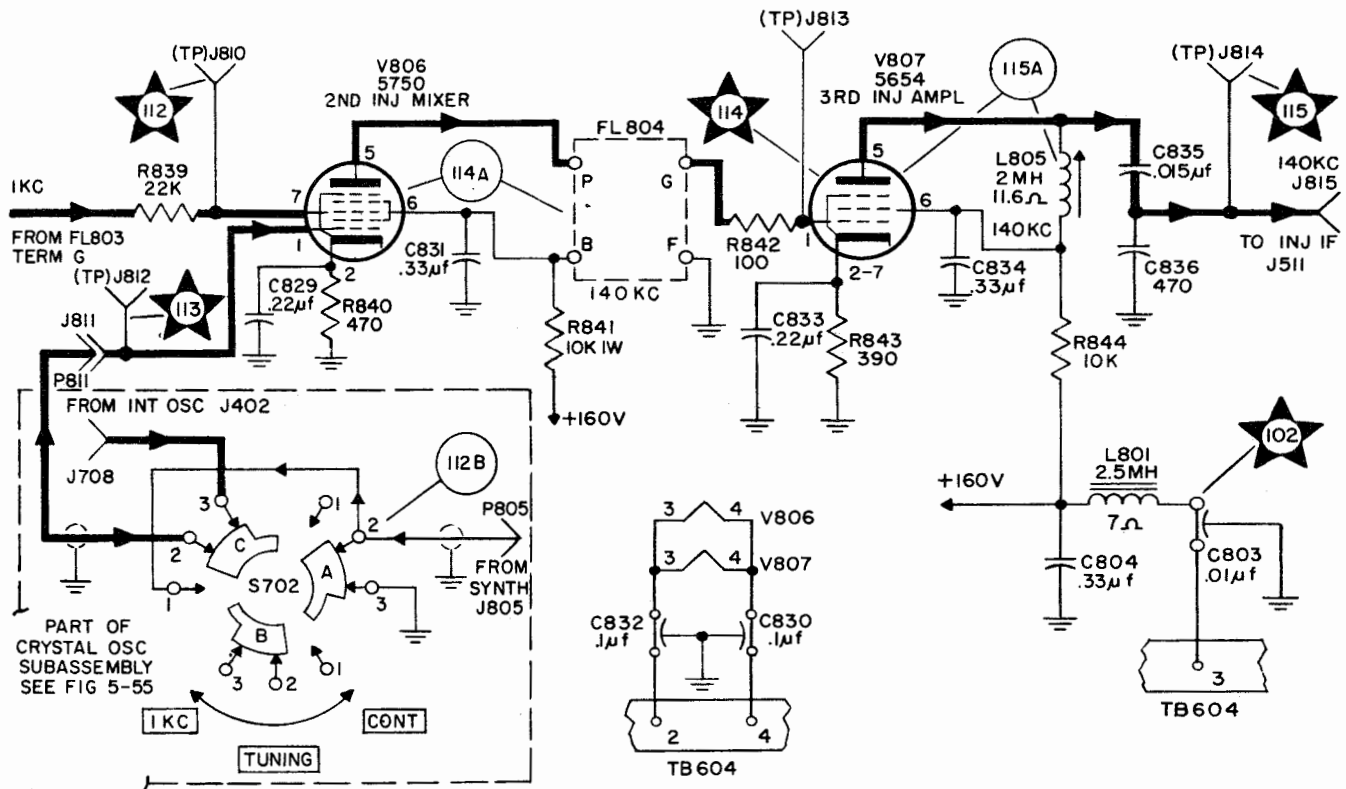 (TP)J810
112
V806
5750
2ND INJ MIXER
(TP)J813
114
V807
5654
3RD INJ AMPL
115A
(TP)J814
115
1KC
R839
22K
FROM FL803
TERM G
7
1
5
6
2
114A
FL804
P
G
B
F
140KC
R842
100
1
5
6
2-7
L805
2MH
11.6Ω
140KC
C835
.015µf
140KC
J815
TO INJ IF
J511
C836
470
(TP)J812
113
J811
P811
C829
.22µf
R840
470
C831
.33µf
R841
10K 1W
+160V
C833
.22µf
R843
390
C834
.33µf
R844
10K
FROM INT OSC J402
J708
112B
P805
FROM
SYNTH
J805
3
2
1
C
S702
1
2
3
A
B
3
2
1
PART OF
CRYSTAL OSC
SUBASSEMBLY
SEE FIG 5-55
1KC
CONT
TUNING
3
4
V806
3
4
V807
C832
.1µf
C830
.1µf
2
4
TB604
102
+160V
L801
2.5MH
7Ω
C804
.33µf
C803
.01µf
3
TB604